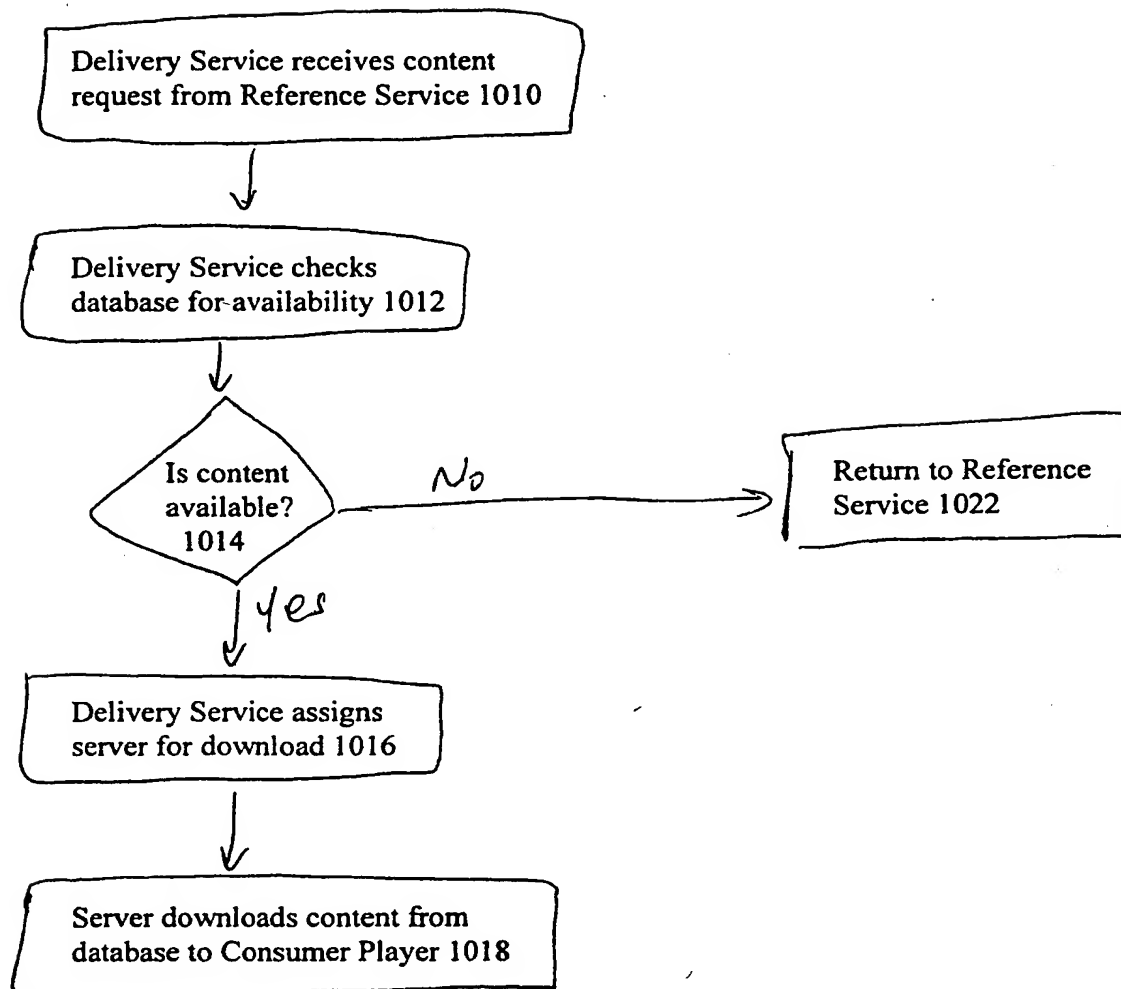 Delivery Service receives content
request from Reference Service 1010
Delivery Service checks
database for availability 1012
Is content
available?
1014
No
Return to Reference
Service 1022
Yes
Delivery Service assigns
server for download 1016
Server downloads content from
database to Consumer Player 1018